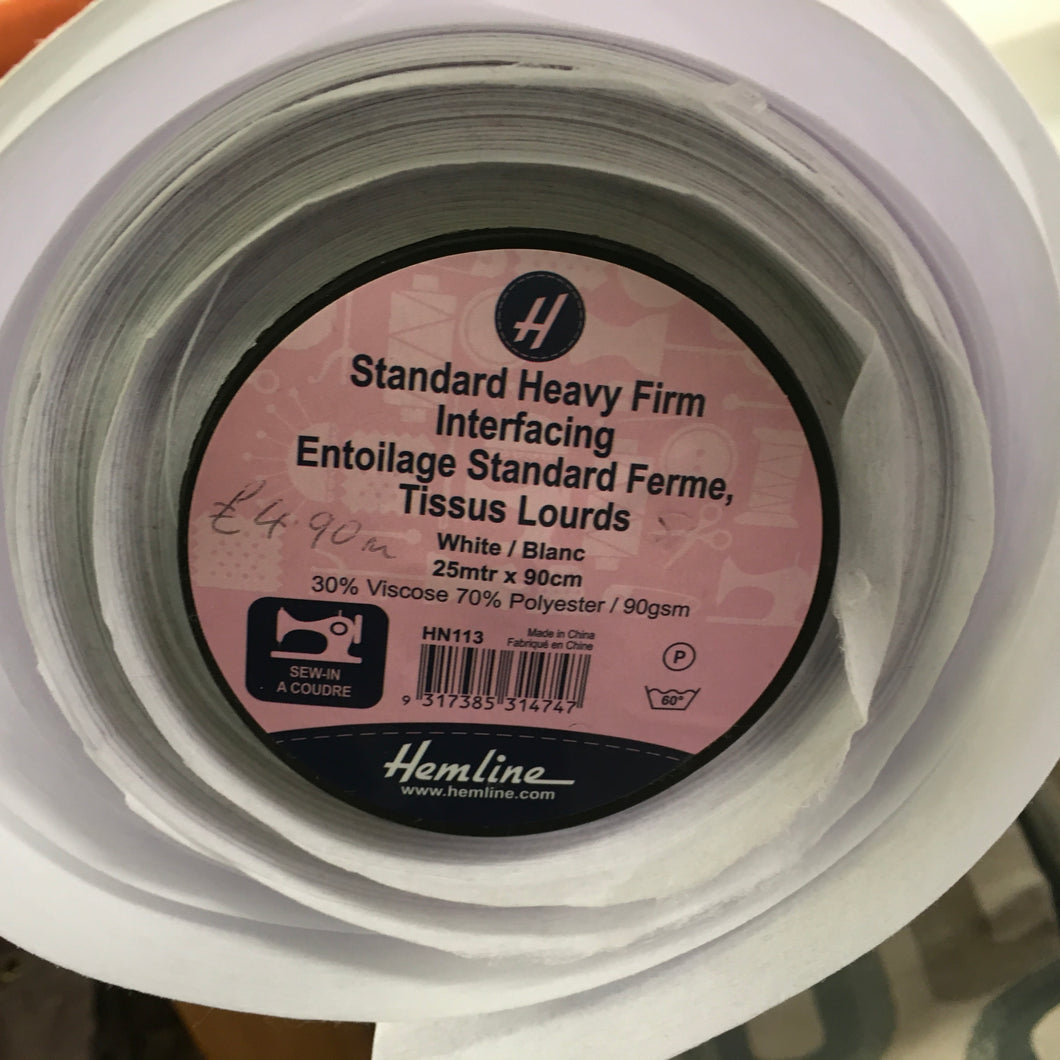 H
Standard Heavy Firm
Interfacing
Entoilage Standard Ferme,
Tissus Lourds
£4.90m
White / Blanc
25mtr x 90cm
30% Viscose 70% Polyester / 90gsm
SEW-IN
A COUDRE
HN113
Made in China
Fabriqué en Chine
9 317385 314747
P
60°
Hemline
www.hemline.com